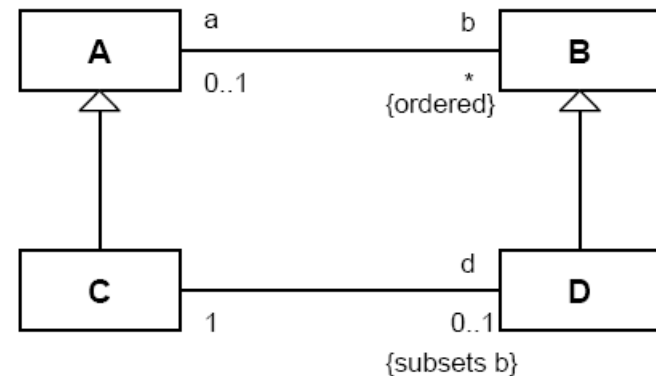 a b
A B
0..1 *
{ordered}
d
C D
1 0..1
{subsets b}